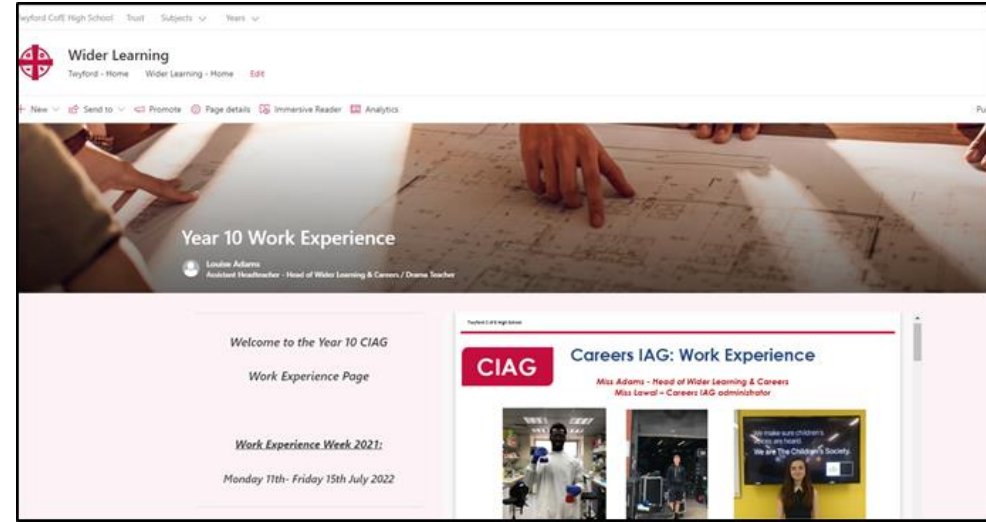 Twyford CofE High School Trust Subjects Years
Wider Learning
Twyford - Home Wider Learning - Home Edit
New Send to Promote Page details Immersive Reader Analytics
Year 10 Work Experience
Louise Adams
Assistant Headteacher - Head of Wider Learning & Careers / Drama Teacher
Welcome to the Year 10 CIAG
Work Experience Page
Work Experience Week 2021:
Monday 11th- Friday 15th July 2022
Twyford C of E High School
CIAG
Careers IAG: Work Experience
Miss Adams - Head of Wider Learning & Careers
Miss Lawal – Careers IAG administrator
We make sure children's
voices are heard.
We are The Children's Society.